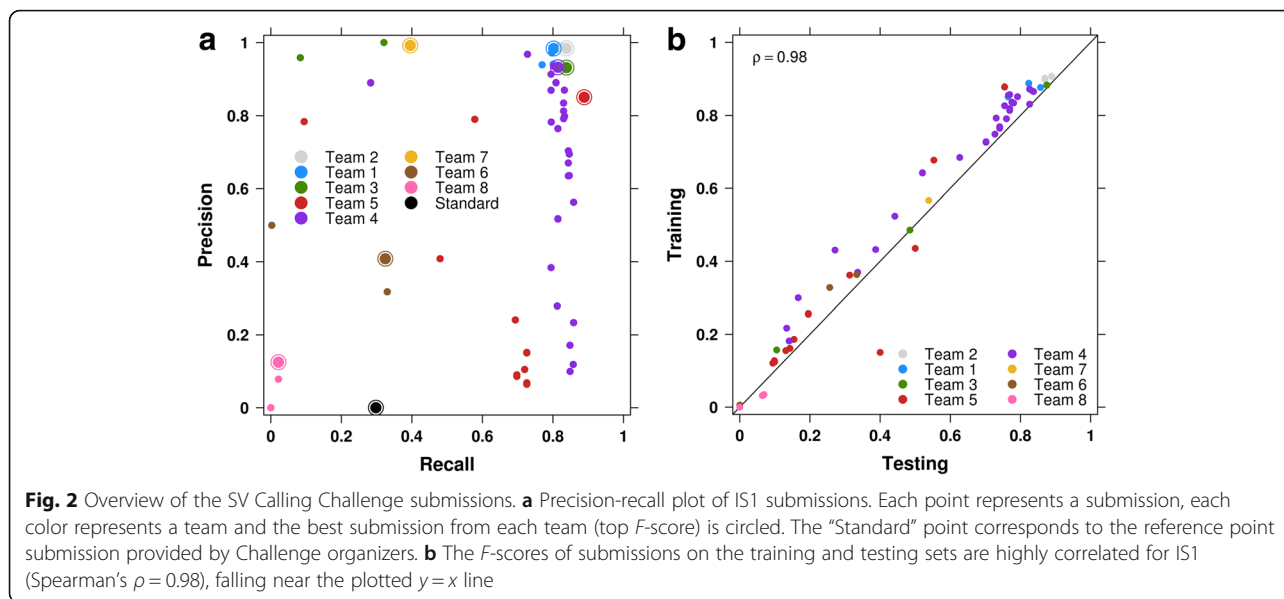 a
1
0.8
0.6
0.4
0.2
0
Precision
Team 2
Team 1
Team 3
Team 5
Team 4
Team 7
Team 6
Team 8
Standard
0
0.2
0.4
0.6
0.8
1
Recall
b
1
0.8
0.6
0.4
0.2
0
Training
ρ = 0.98
Team 2
Team 1
Team 3
Team 5
Team 4
Team 7
Team 6
Team 8
0
0.2
0.4
0.6
0.8
1
Testing
Fig. 2 Overview of the SV Calling Challenge submissions. a Precision-recall plot of IS1 submissions. Each point represents a submission, each
color represents a team and the best submission from each team (top F-score) is circled. The “Standard” point corresponds to the reference point
submission provided by Challenge organizers. b The F-scores of submissions on the training and testing sets are highly correlated for IS1
(Spearman’s ρ = 0.98), falling near the plotted y = x line